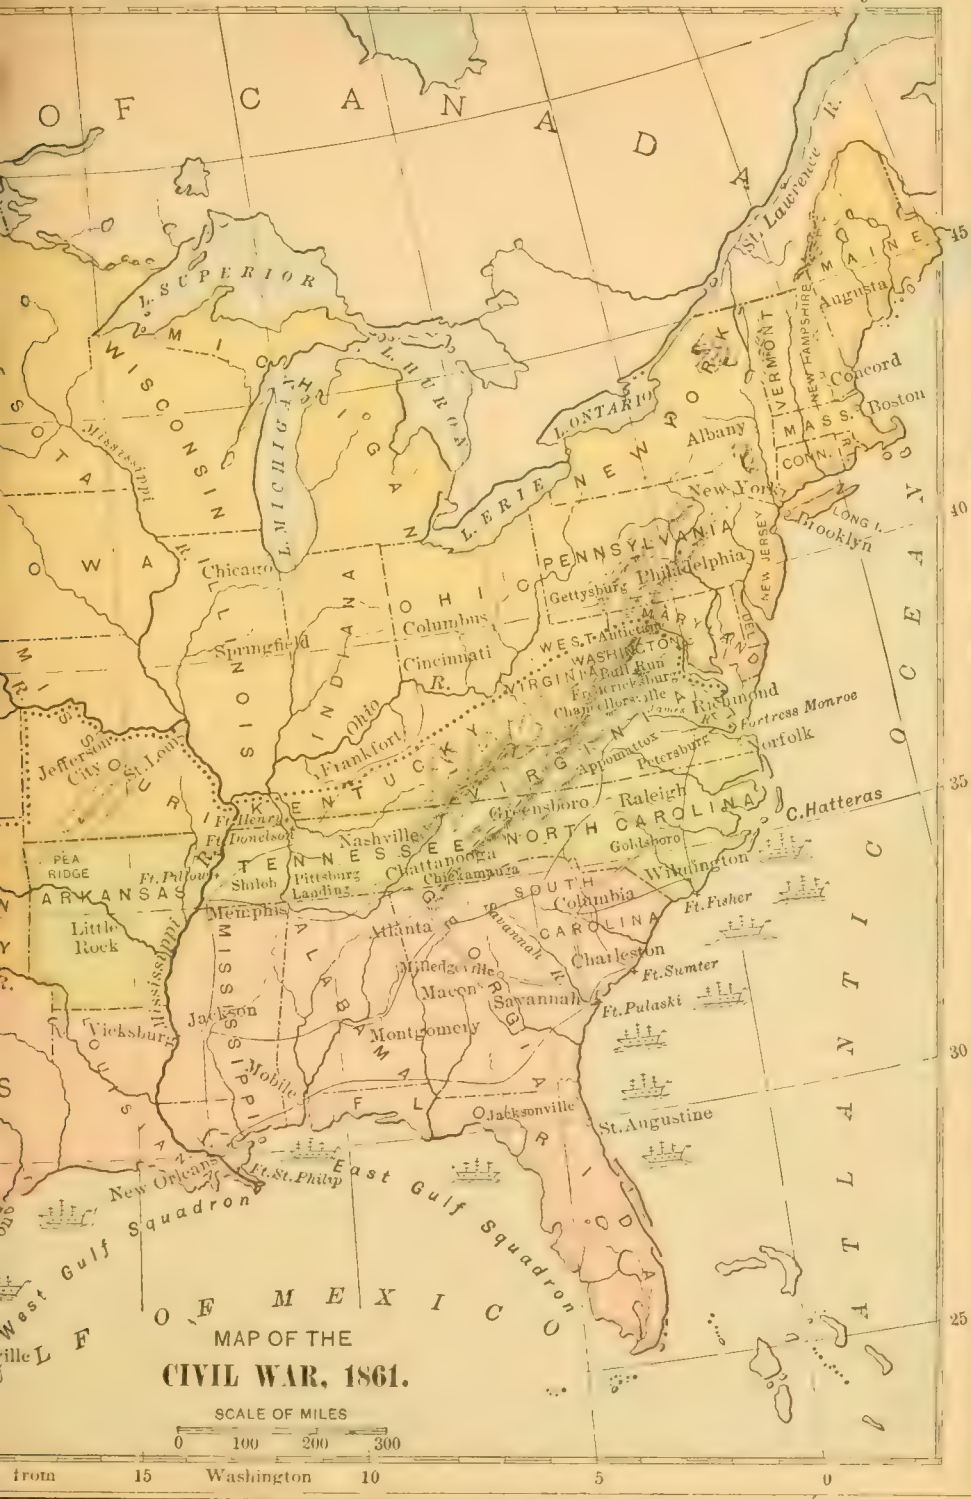 OF CANADA
St. Lawrence R.
45
MAINE
Augusta
L. SUPERIOR
MICHIGAN
L. HURON
WISCONSIN
VERMONT
NEW HAMPSHIRE
Concord
L. ONTARIO
NEW YORK
Albany
MASS.
Boston
CONN.
R.I.
L. MICHIGAN
L. ERIE
SOTA
Mississippi
R.
New York
LONG I.
Brooklyn
40
OWA
Chicago
ILLINOIS
INDIANA
OHIO
PENNSYLVANIA
NEW JERSEY
Gettysburg
Philadelphia
Columbus
Springfield
Cincinnati
MARYLAND
DEL.
WEST
VIRGINIA
Antietam
WASHINGTON
Bull Run
Fredericksburg
Chancellorsville
James R.
Richmond
Fortress Monroe
Ohio
R.
MISSOURI
Jefferson
City
St. Louis
Frankfort
KENTUCKY
VIRGINIA
Appomattox
Petersburg
Norfolk
35
Ft. Henry
Ft. Donelson
Nashville
Greensboro
Raleigh
C. Hatteras
TENNESSEE
NORTH CAROLINA
Goldsboro
PEA
RIDGE
Ft. Pillow
Shiloh
Pittsburg
Landing
Chattanooga
Chickamauga
Wilmington
ARKANSAS
Memphis
SOUTH
CAROLINA
Columbia
Ft. Fisher
Little
Rock
Atlanta
Savannah R.
Charleston
Ft. Sumter
MISSISSIPPI
ALABAMA
GEORGIA
Milledgeville
Macon
Savannah
Ft. Pulaski
Mississippi
R.
Vicksburg
Jackson
Montgomery
30
LOUISIANA
Mobile
FLORIDA
Jacksonville
St. Augustine
New Orleans
Ft. St. Philip
East Gulf Squadron
West Gulf Squadron
LF OF MEXICO
ATLANTIC OCEAN
25
ville
MAP OF THE
CIVIL WAR, 1861.
SCALE OF MILES
0 100 200 300
from 15 Washington 10 5 0